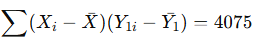 ∑(Xᵢ − X̄)(Y₁ᵢ − Ȳ₁) = 4075